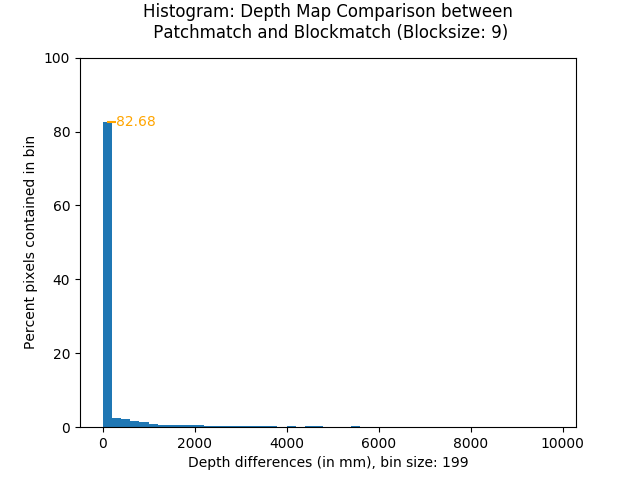 Histogram: Depth Map Comparison between
Patchmatch and Blockmatch (Blocksize: 9)
100
80
60
40
20
0
Percent pixels contained in bin
82.68
0 2000 4000 6000 8000 10000
Depth differences (in mm), bin size: 199